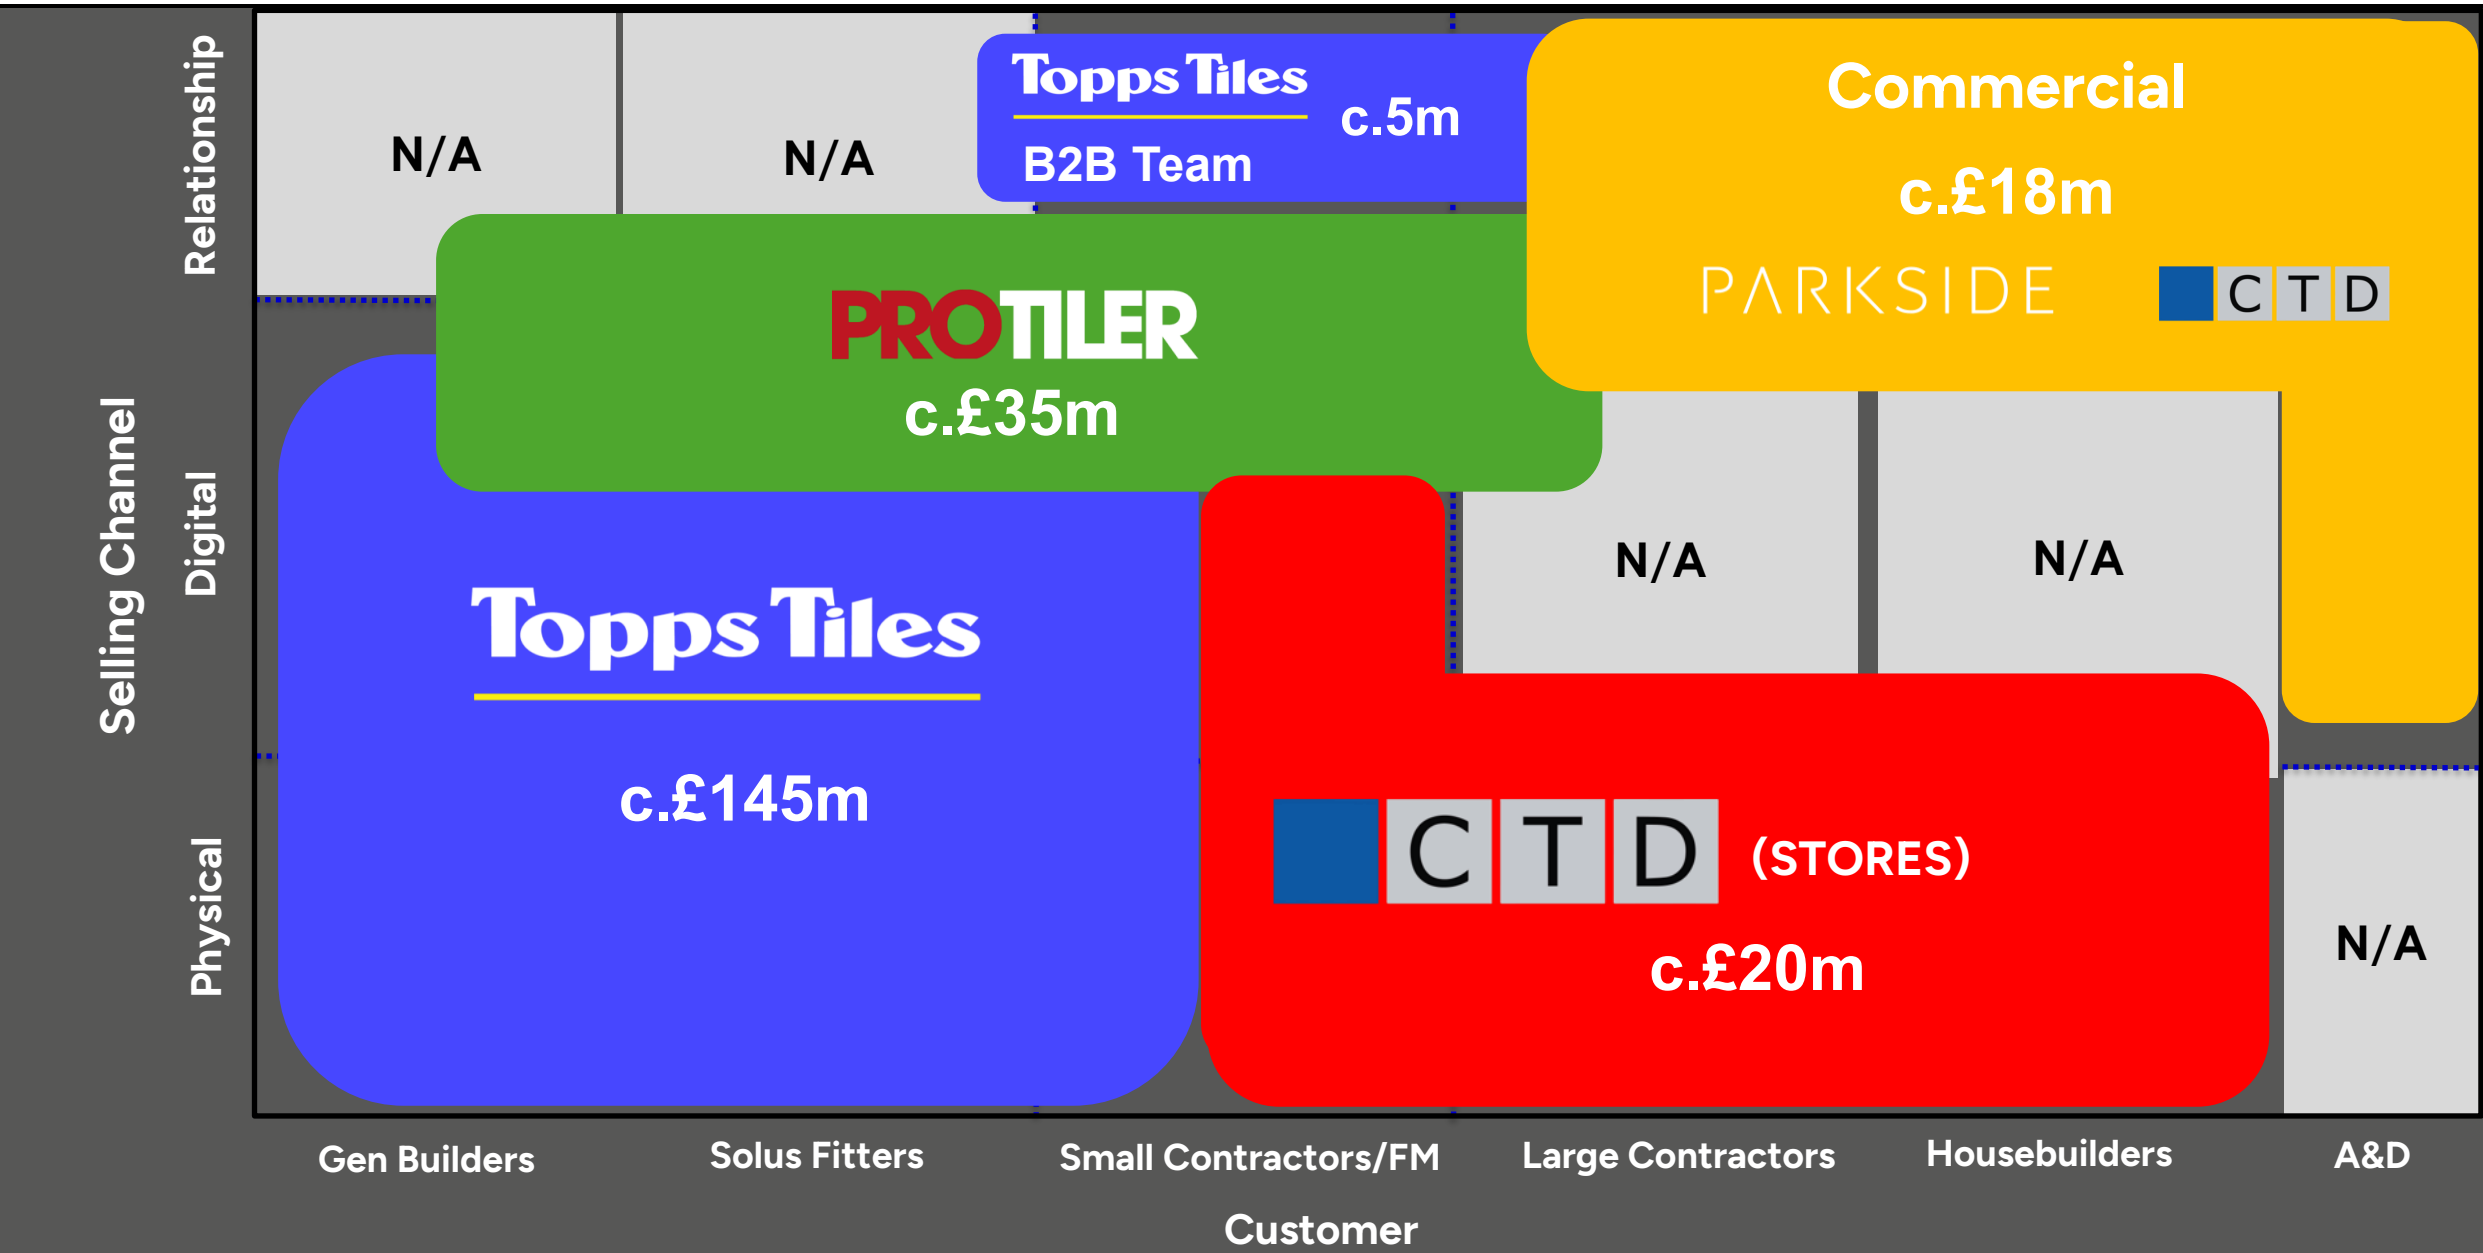 Selling Channel
Relationship
Digital
Physical
N/A
N/A
Topps Tiles
B2B Team
c.5m
Commercial
c.£18m
PARKSIDE
CTD
PROTILER
c.£35m
N/A
N/A
Topps Tiles
c.£145m
CTD (STORES)
c.£20m
N/A
Gen Builders
Solus Fitters
Small Contractors/FM
Large Contractors
Housebuilders
A&D
Customer